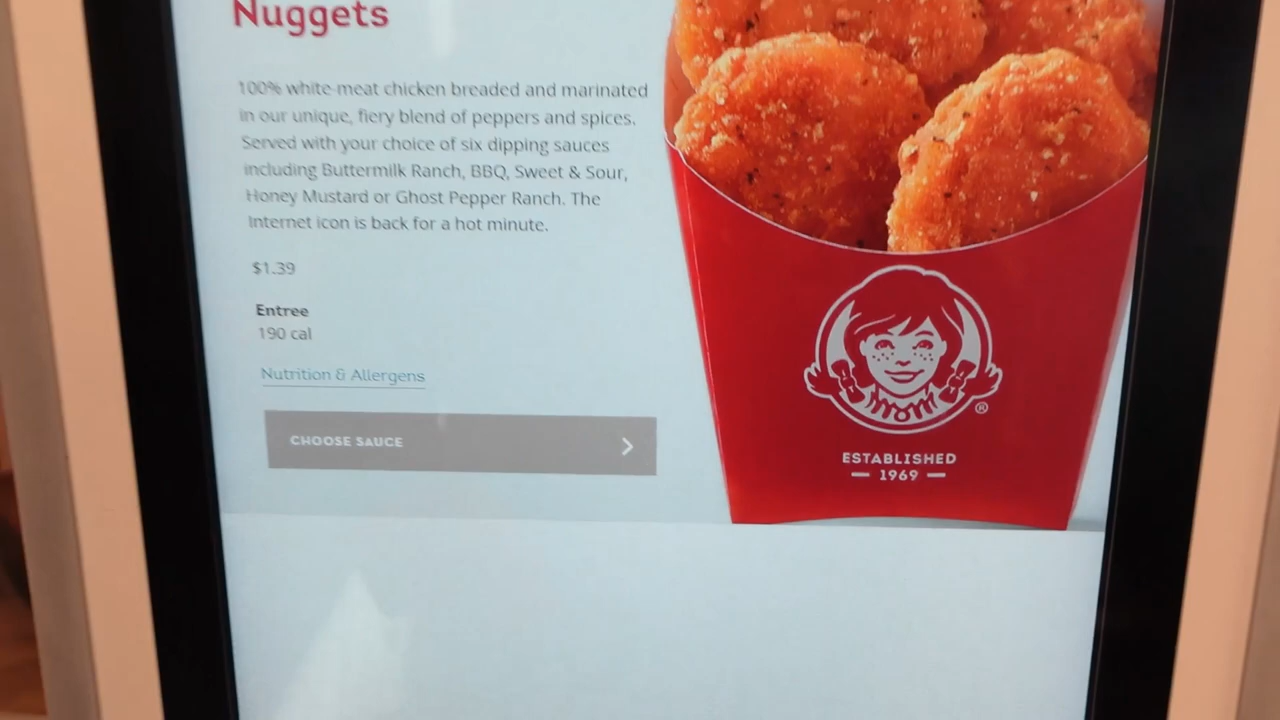 Nuggets
100% white-meat chicken breaded and marinated
in our unique, fiery blend of peppers and spices.
Served with your choice of six dipping sauces
including Buttermilk Ranch, BBQ, Sweet & Sour,
Honey Mustard or Ghost Pepper Ranch. The
Internet icon is back for a hot minute.
$1.39
Entree
190 cal
Nutrition & Allergens
CHOOSE SAUCE
®
ESTABLISHED
— 1969 —